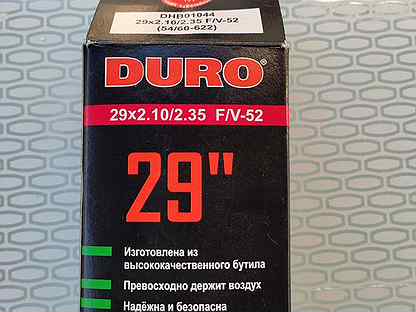 DHB01044
29x2.10/2.35 F/V-52
(54/60-622)
DURO®
29x2.10/2.35 F/V-52
29"
Изготовлена из
высококачественного бутила
Превосходно держит воздух
Надёжна и безопасна